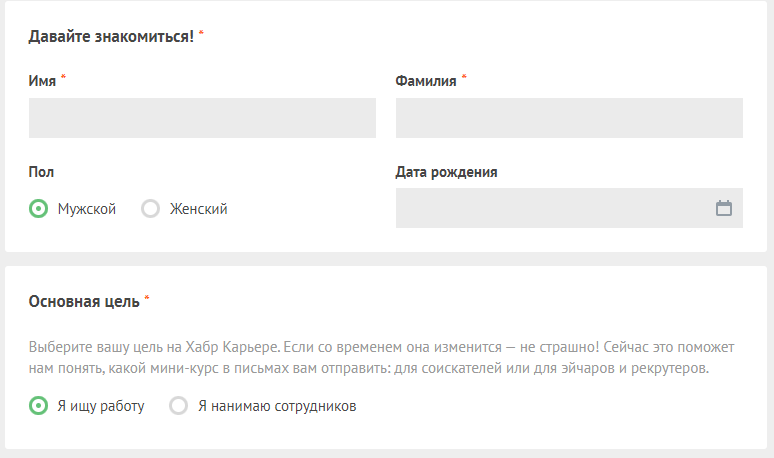 Давайте знакомиться! *
Имя *
Фамилия *
Пол
Дата рождения
Мужской
Женский
Основная цель *
Выберите вашу цель на Хабр Карьере. Если со временем она изменится — не страшно! Сейчас это поможет
нам понять, какой мини-курс в письмах вам отправить: для соискателей или для эйчаров и рекрутеров.
Я ищу работу
Я нанимаю сотрудников